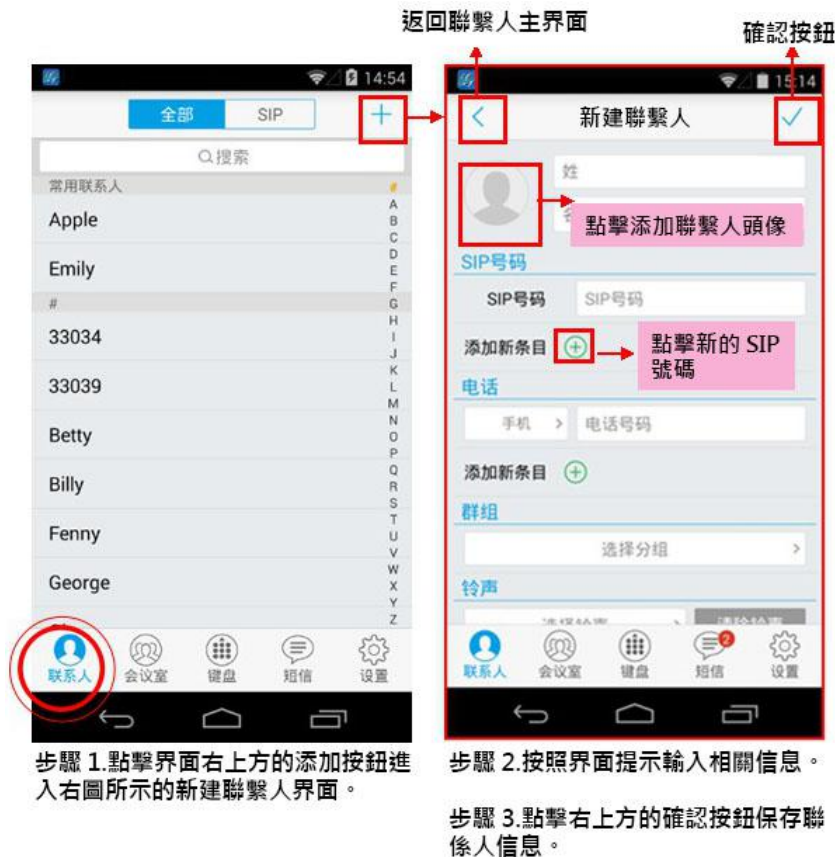 返回聯繫人主界面
確認按鈕
14:54
全部
SIP
+
搜索
常用联系人
Apple
Emily
#
33034
33039
Betty
Billy
Fenny
George
#
A
B
C
D
E
F
G
H
I
J
K
L
M
N
O
P
Q
R
S
T
U
V
W
X
Y
Z
联系人
会议室
键盘
短信
设置
15:14
新建聯繫人
姓
點擊添加聯繫人頭像
SIP号码
SIP号码
SIP号码
添加新条目
點擊新的 SIP
號碼
电话
手机 >
电话号码
添加新条目
群组
选择分组 >
铃声
联系人
会议室
键盘
短信
2
设置
步驟 1.點擊界面右上方的添加按鈕進
入右圖所示的新建聯繫人界面。
步驟 2.按照界面提示輸入相關信息。
步驟 3.點擊右上方的確認按鈕保存聯
係人信息。